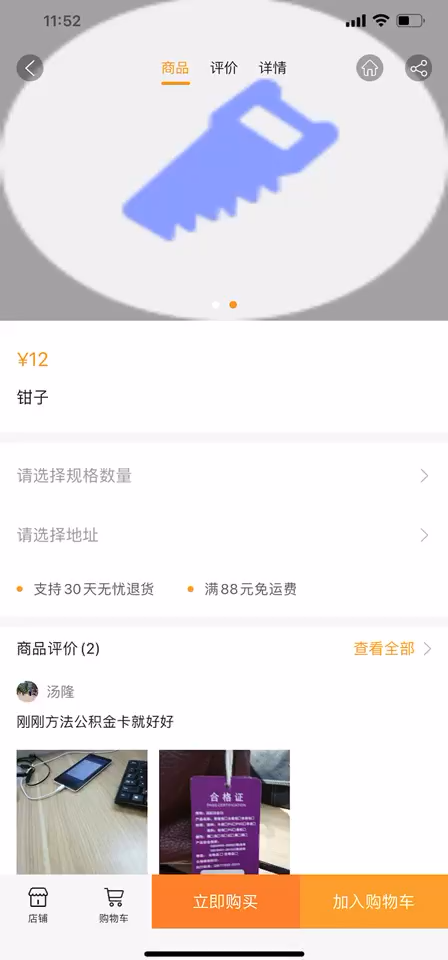 11:52
商品 评价 详情
¥12
钳子
请选择规格数量
请选择地址
支持30天无忧退货 满88元免运费
商品评价(2) 查看全部
汤隆
刚刚方法公积金卡就好好
合格证
店铺 购物车 立即购买 加入购物车